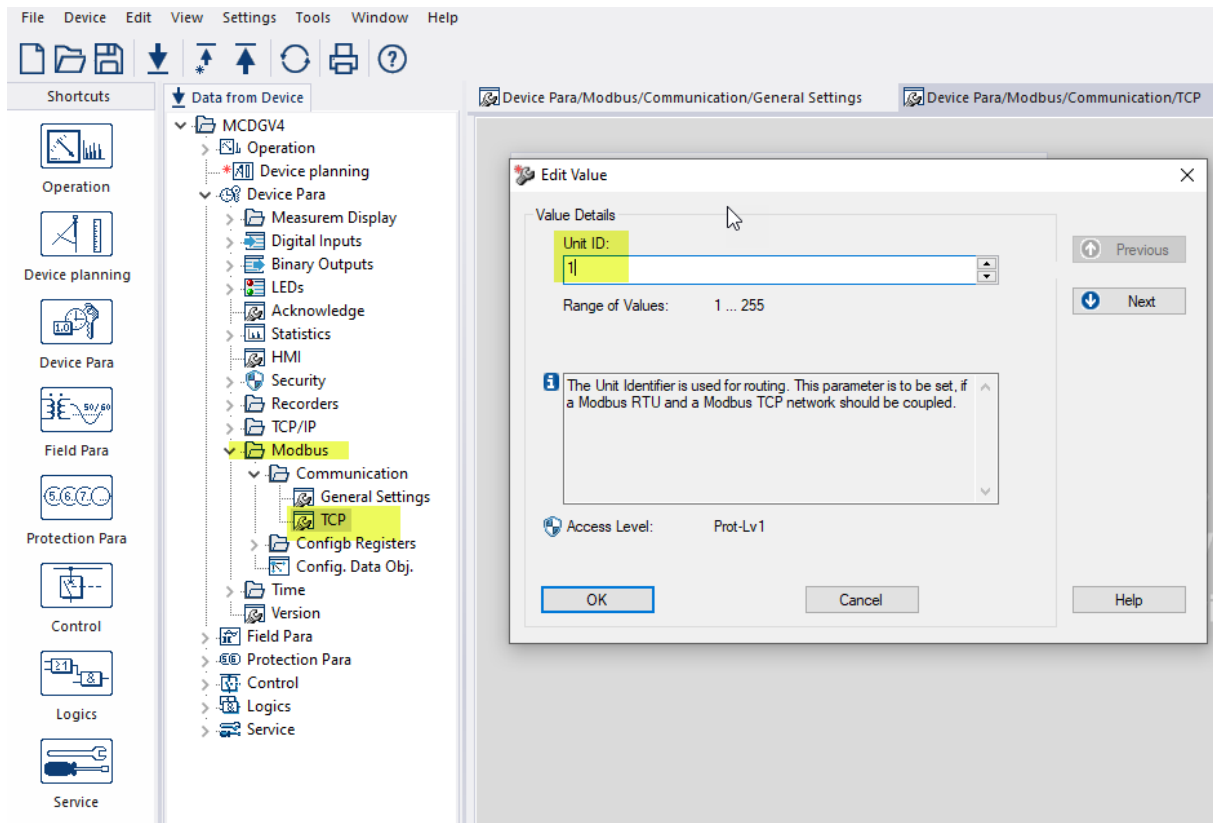 File Device Edit View Settings Tools Window Help
Shortcuts
Operation
Device planning
Device Para
Field Para
Protection Para
Control
Logics
Service
Data from Device
MCDGV4
Operation
Device planning
Device Para
Measurem Display
Digital Inputs
Binary Outputs
LEDs
Acknowledge
Statistics
HMI
Security
Recorders
TCP/IP
Modbus
Communication
General Settings
TCP
Configb Registers
Config. Data Obj.
Time
Version
Field Para
Protection Para
Control
Logics
Service
Device Para/Modbus/Communication/General Settings
Device Para/Modbus/Communication/TCP
Edit Value
Value Details
Unit ID:
1
Range of Values: 1 ... 255
The Unit Identifier is used for routing. This parameter is to be set, if
a Modbus RTU and a Modbus TCP network should be coupled.
Access Level: Prot-Lv1
OK Cancel
Previous
Next
Help